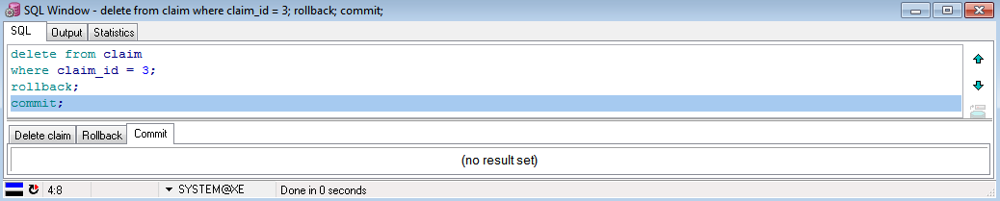 SQL Window - delete from claim where claim_id = 3; rollback; commit;
SQL Output Statistics
delete from claim
where claim_id = 3;
rollback;
commit;
Delete claim Rollback Commit
(no result set)
4:8 SYSTEM@XE Done in 0 seconds